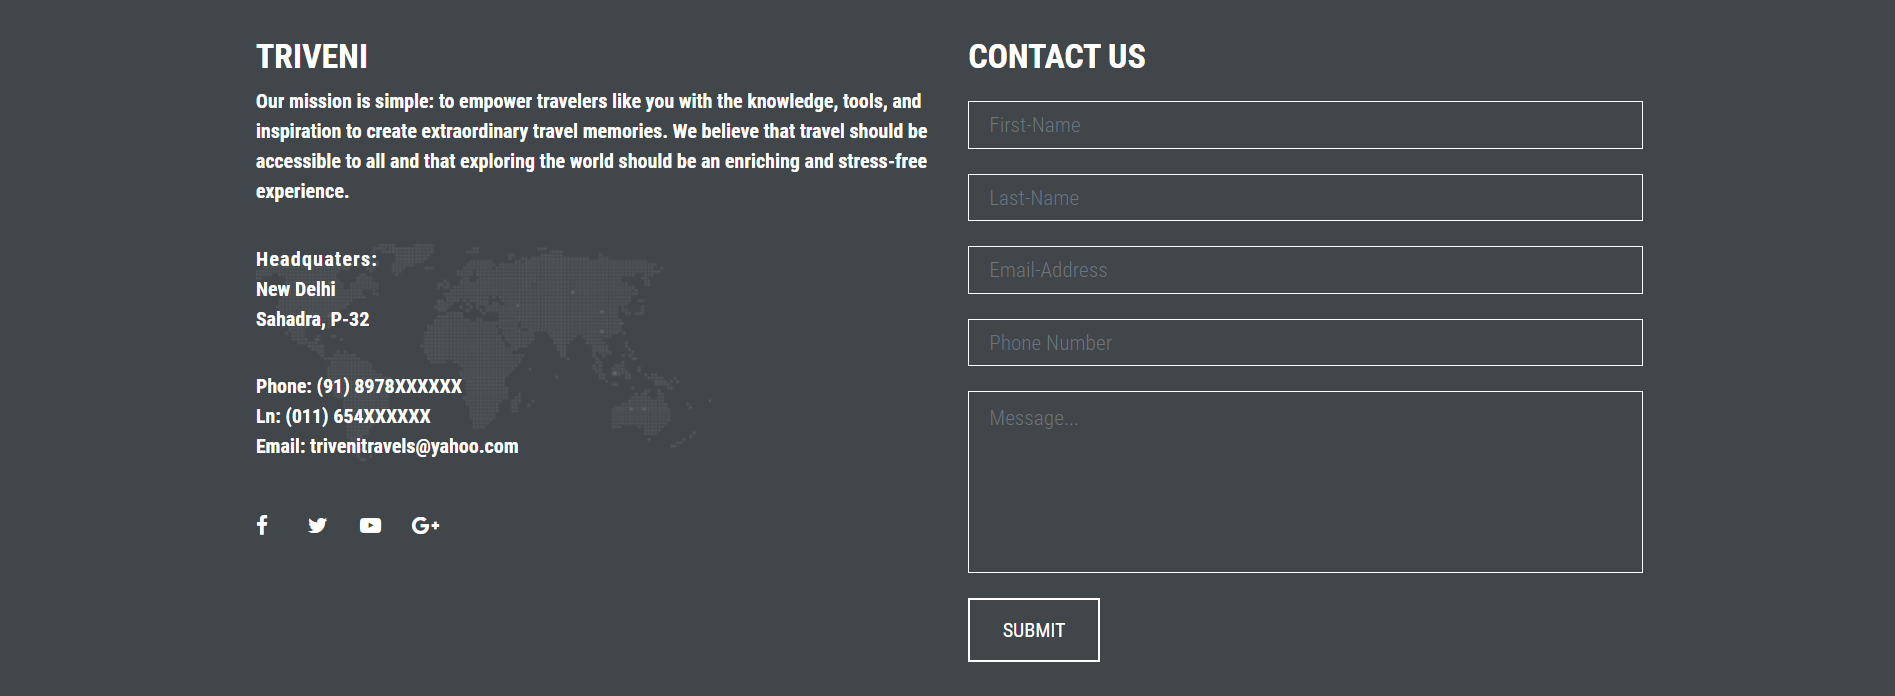 TRIVENI
Our mission is simple: to empower travelers like you with the knowledge, tools, and
inspiration to create extraordinary travel memories. We believe that travel should be
accessible to all and that exploring the world should be an enriching and stress-free
experience.
Headquaters:
New Delhi
Sahadra, P-32
Phone: (91) 8978XXXXXX
Ln: (011) 654XXXXXX
Email: trivenitravels@yahoo.com
CONTACT US
First-Name
Last-Name
Email-Address
Phone Number
Message...
SUBMIT